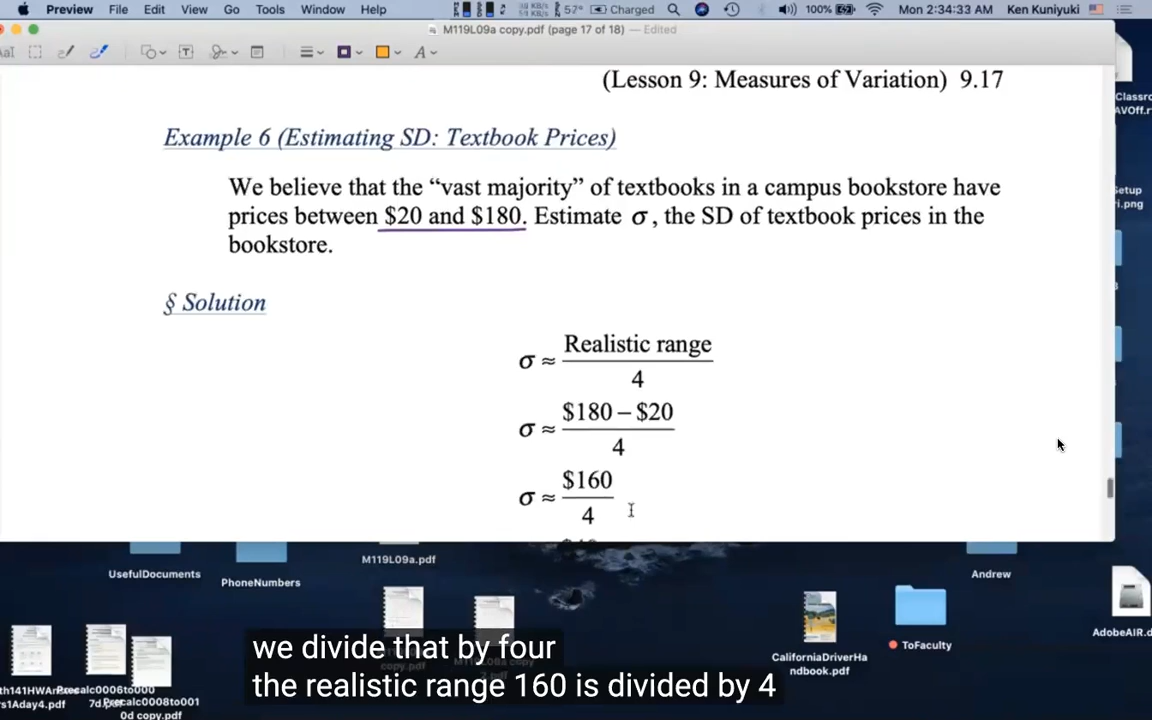 Preview File Edit View Go Tools Window Help 57° Charged 100% Mon 2:34:33 AM Ken Kuniyuki
M119L09a copy.pdf (page 17 of 18) — Edited
(Lesson 9: Measures of Variation) 9.17
Example 6 (Estimating SD: Textbook Prices)
We believe that the “vast majority” of textbooks in a campus bookstore have
prices between $20 and $180. Estimate σ, the SD of textbook prices in the
bookstore.
§ Solution
σ ≈ Realistic range / 4
σ ≈ $180 – $20 / 4
σ ≈ $160 / 4
UsefulDocuments
PhoneNumbers
M119L09a.pdf
Andrew
CaliforniaDriverHa
ndbook.pdf
ToFaculty
AdobeAIR.d
we divide that by four
the realistic range 160 is divided by 4